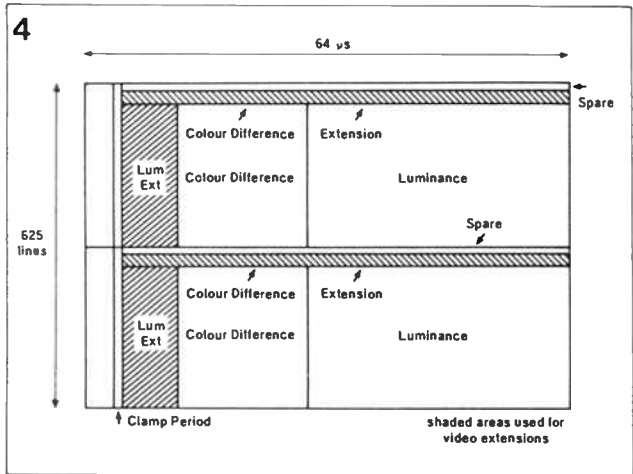 4
64 µs
Spare
Colour Difference Extension
Lum
Ext
Colour Difference
Luminance
625
lines
Spare
Colour Difference Extension
Lum
Ext
Colour Difference
Luminance
Clamp Period
shaded areas used for
video extensions